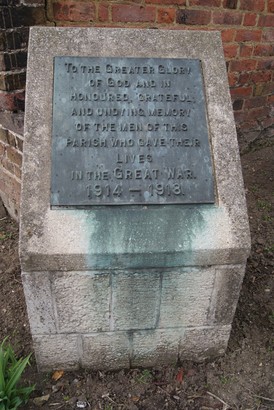 TO THE GREATER GLORY
OF GOD AND IN
HONOURED, GRATEFUL,
AND UNDYING MEMORY
OF THE MEN OF THIS
PARISH WHO GAVE THEIR
LIVES
IN THE GREAT WAR.
1914 – 1918.